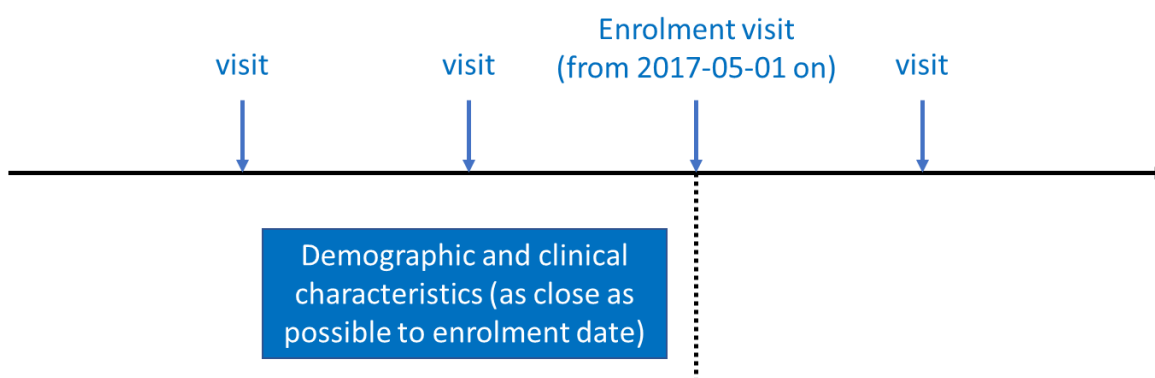 visit
visit
Enrolment visit
(from 2017-05-01 on)
visit
Demographic and clinical
characteristics (as close as
possible to enrolment date)